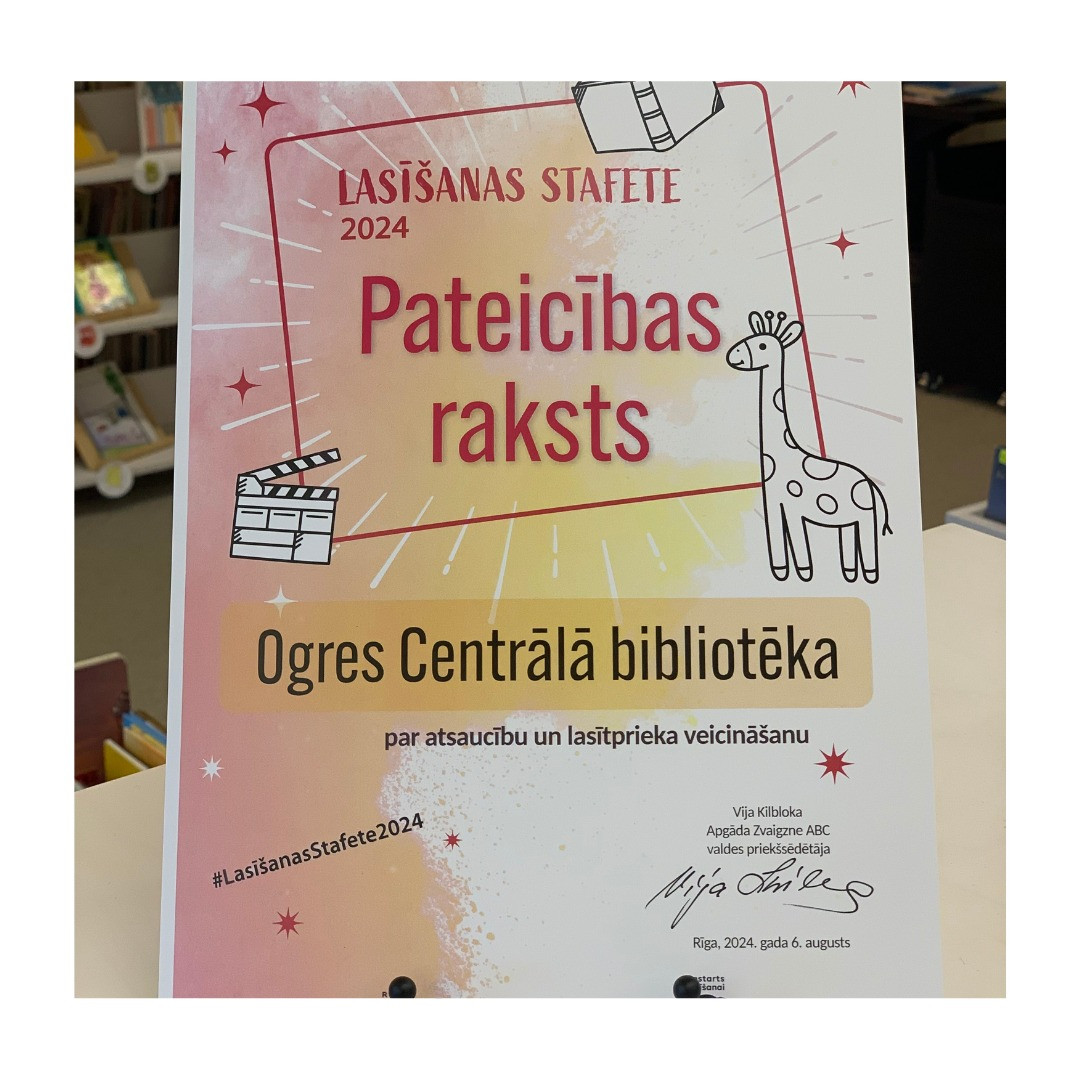 LASĪŠANAS STAFETE
2024
Pateicības
raksts
Ogres Centrālā bibliotēka
par atsaucību un lasītprieka veicināšanu
#LasīšanasStafete2024
Vija Kilbloka
Apgāda Zvaigzne ABC
valdes priekšsēdētāja
Rīga, 2024. gada 6. augusts